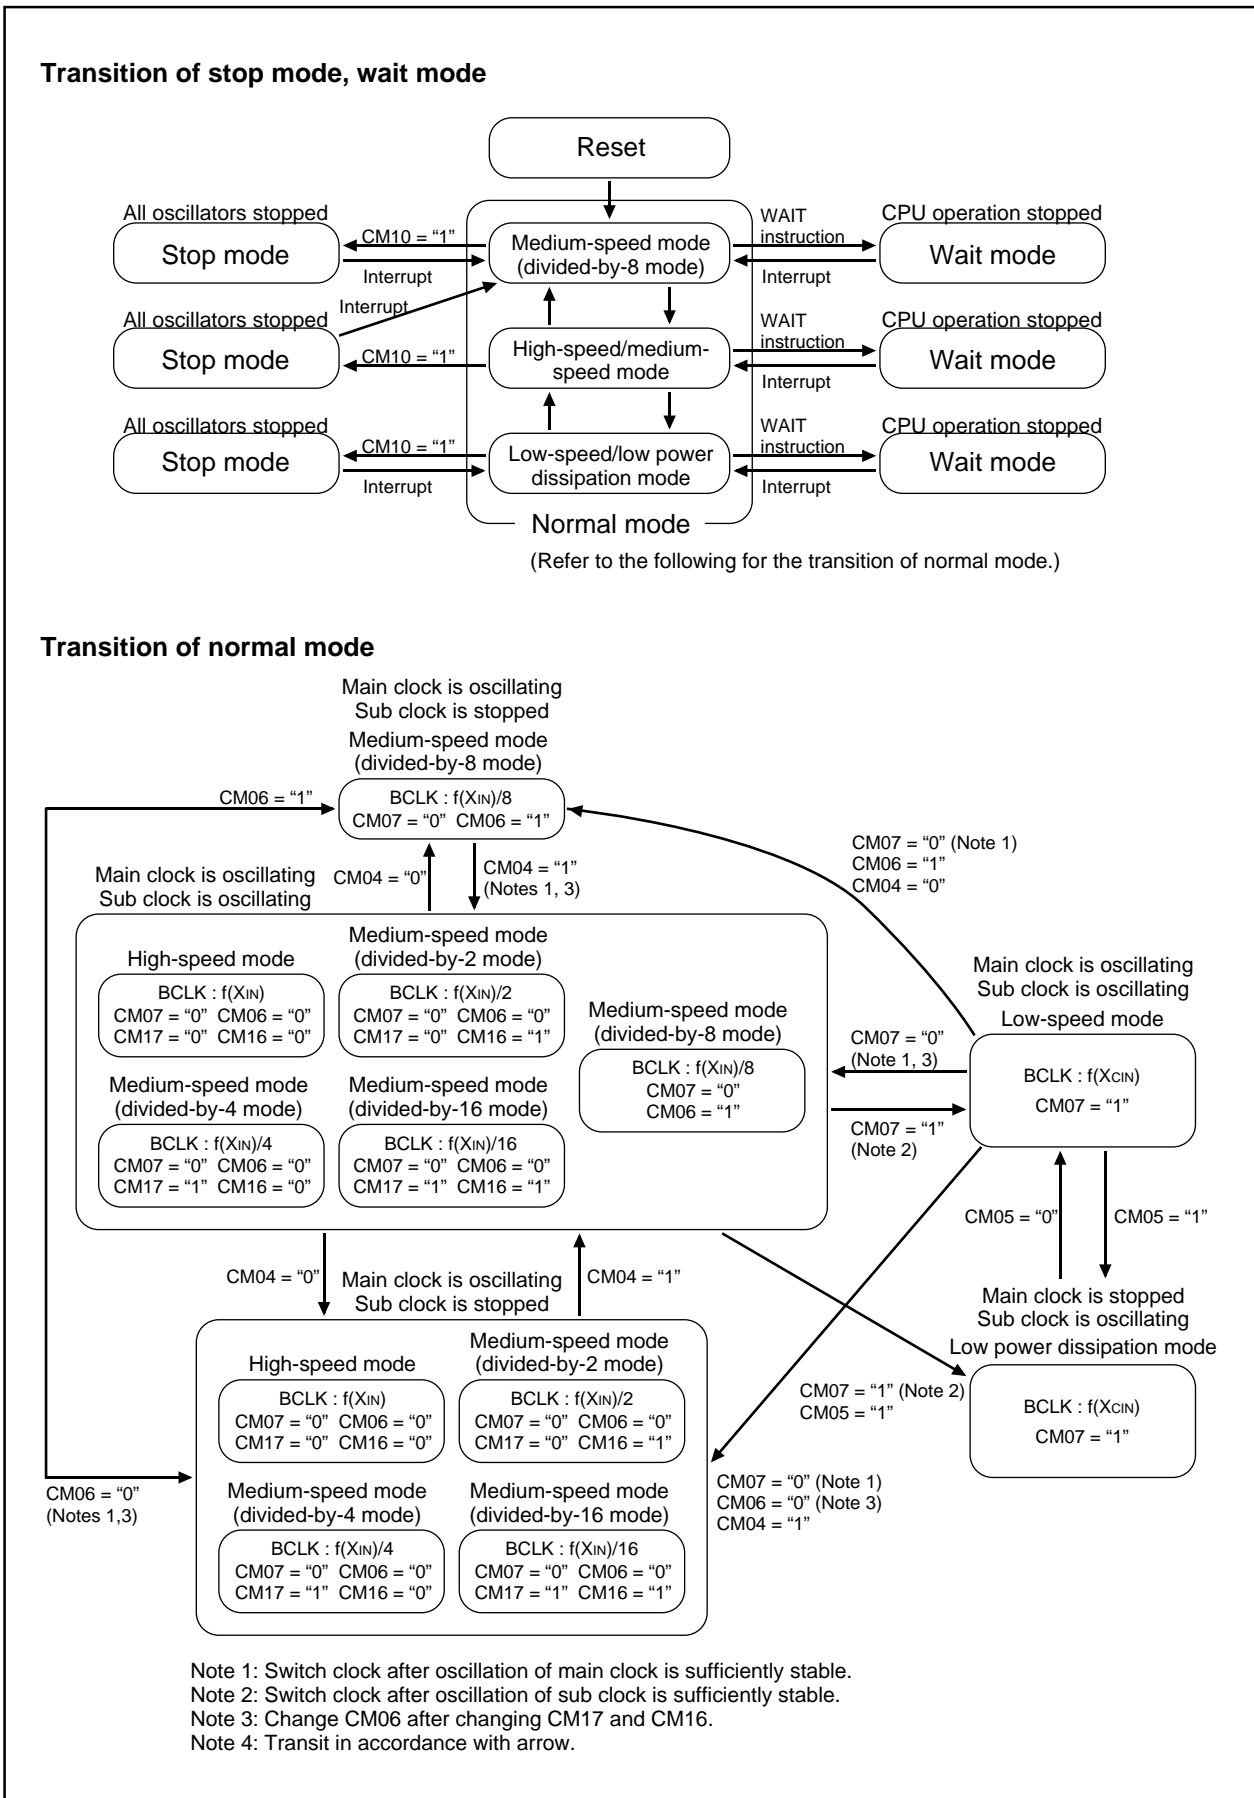 Transition of stop mode, wait mode
Reset
All oscillators stopped
Stop mode
CM10 = “1”
Interrupt
Medium-speed mode
(divided-by-8 mode)
WAIT
instruction
Interrupt
CPU operation stopped
Wait mode
Interrupt
All oscillators stopped
Stop mode
CM10 = “1”
High-speed/medium-
speed mode
WAIT
instruction
Interrupt
CPU operation stopped
Wait mode
All oscillators stopped
Stop mode
CM10 = “1”
Interrupt
Low-speed/low power
dissipation mode
WAIT
instruction
Interrupt
CPU operation stopped
Wait mode
Normal mode
(Refer to the following for the transition of normal mode.)
Transition of normal mode
Main clock is oscillating
Sub clock is stopped
Medium-speed mode
(divided-by-8 mode)
CM06 = “1”
BCLK : f(XIN)/8
CM07 = “0” CM06 = “1”
CM07 = “0” (Note 1)
CM06 = “1”
CM04 = “0”
Main clock is oscillating
Sub clock is oscillating
CM04 = “0”
CM04 = “1”
(Notes 1, 3)
High-speed mode
BCLK : f(XIN)
CM07 = “0” CM06 = “0”
CM17 = “0” CM16 = “0”
Medium-speed mode
(divided-by-2 mode)
BCLK : f(XIN)/2
CM07 = “0” CM06 = “0”
CM17 = “0” CM16 = “1”
Medium-speed mode
(divided-by-8 mode)
BCLK : f(XIN)/8
CM07 = “0”
CM06 = “1”
Medium-speed mode
(divided-by-4 mode)
BCLK : f(XIN)/4
CM07 = “0” CM06 = “0”
CM17 = “1” CM16 = “0”
Medium-speed mode
(divided-by-16 mode)
BCLK : f(XIN)/16
CM07 = “0” CM06 = “0”
CM17 = “1” CM16 = “1”
CM07 = “0”
(Note 1, 3)
CM07 = “1”
(Note 2)
Main clock is oscillating
Sub clock is oscillating
Low-speed mode
BCLK : f(XCIN)
CM07 = “1”
CM05 = “0”
CM05 = “1”
CM04 = “0”
Main clock is oscillating
Sub clock is stopped
CM04 = “1”
Main clock is stopped
Sub clock is oscillating
Low power dissipation mode
BCLK : f(XCIN)
CM07 = “1”
CM07 = “1” (Note 2)
CM05 = “1”
High-speed mode
BCLK : f(XIN)
CM07 = “0” CM06 = “0”
CM17 = “0” CM16 = “0”
Medium-speed mode
(divided-by-2 mode)
BCLK : f(XIN)/2
CM07 = “0” CM06 = “0”
CM17 = “0” CM16 = “1”
CM06 = “0”
(Notes 1,3)
Medium-speed mode
(divided-by-4 mode)
BCLK : f(XIN)/4
CM07 = “0” CM06 = “0”
CM17 = “1” CM16 = “0”
Medium-speed mode
(divided-by-16 mode)
BCLK : f(XIN)/16
CM07 = “0” CM06 = “0”
CM17 = “1” CM16 = “1”
CM07 = “0” (Note 1)
CM06 = “0” (Note 3)
CM04 = “1”
Note 1: Switch clock after oscillation of main clock is sufficiently stable.
Note 2: Switch clock after oscillation of sub clock is sufficiently stable.
Note 3: Change CM06 after changing CM17 and CM16.
Note 4: Transit in accordance with arrow.